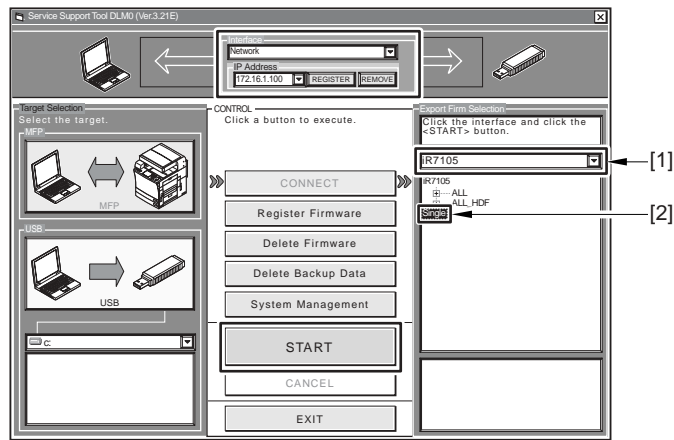 Service Support Tool DLM0 (Ver.3.21E)
Interface
Network
IP Address
172.16.1.100
REGISTER
REMOVE
Target Selection
Select the target.
MFP
MFP
USB
USB
c:
CONTROL
Click a button to execute.
CONNECT
Register Firmware
Delete Firmware
Delete Backup Data
System Management
START
CANCEL
EXIT
Export Firm Selection
Click the interface and click the
<START> button.
iR7105
iR7105
ALL
ALL_HDF
Single
[1]
[2]